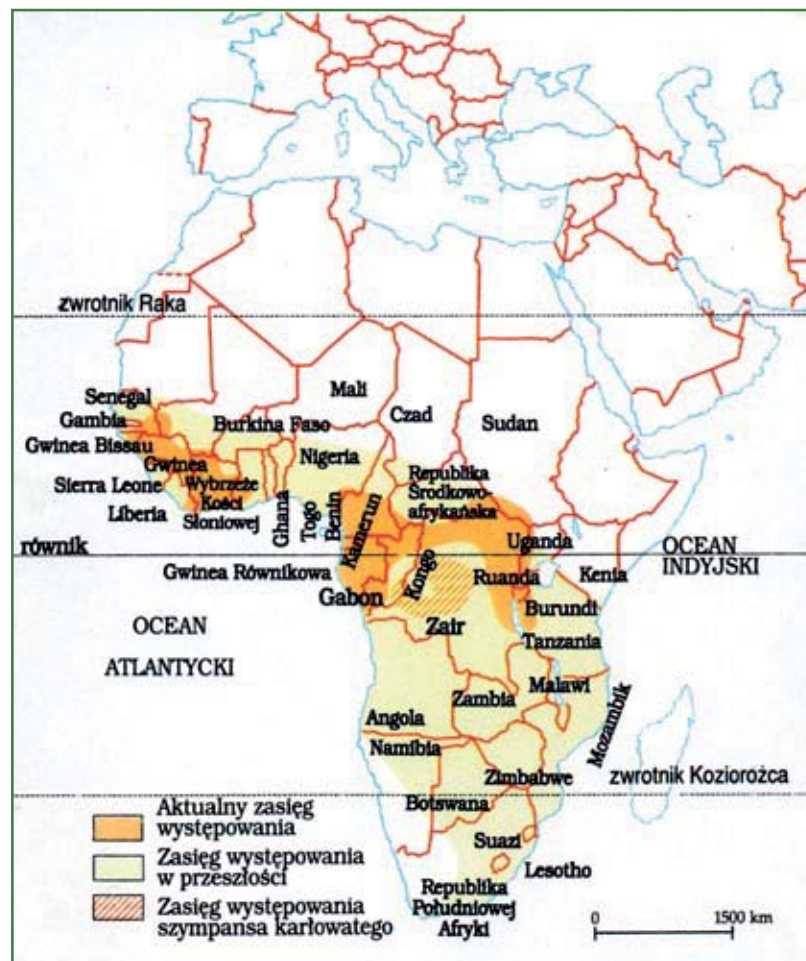 zwrotnik Raka
Senegal
Gambia
Gwinea Bissau
Gwinea
Sierra Leone
Liberia
Wybrzeże
Kości
Słoniowej
Burkina Faso
Mali
Czad
Sudan
Nigeria
Ghana
Togo
Benin
Kamerun
Republika
Środkowo-
afrykańska
równik
Gwinea Równikowa
Gabon
Kongo
Uganda
Ruanda
Kenia
OCEAN
INDYJSKI
Burundi
Tanzania
Zair
OCEAN
ATLANTYCKI
Zambia
Malawi
Mozambik
Angola
Namibia
Zimbabwe
zwrotnik Koziorożca
Botswana
Suazi
Lesotho
Republika
Południowej
Afryki
Aktualny zasięg
występowania
Zasięg występowania
w przeszłości
Zasięg występowania
szympansa karłowatego
0 1500 km